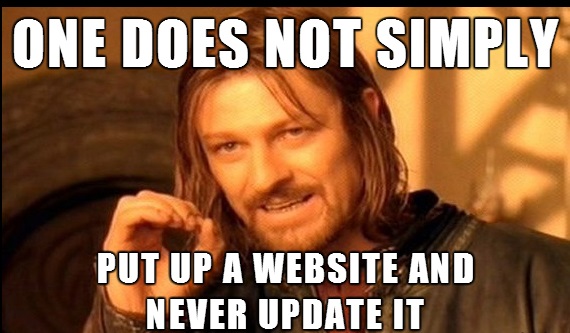 ONE DOES NOT SIMPLY
PUT UP A WEBSITE AND
NEVER UPDATE IT